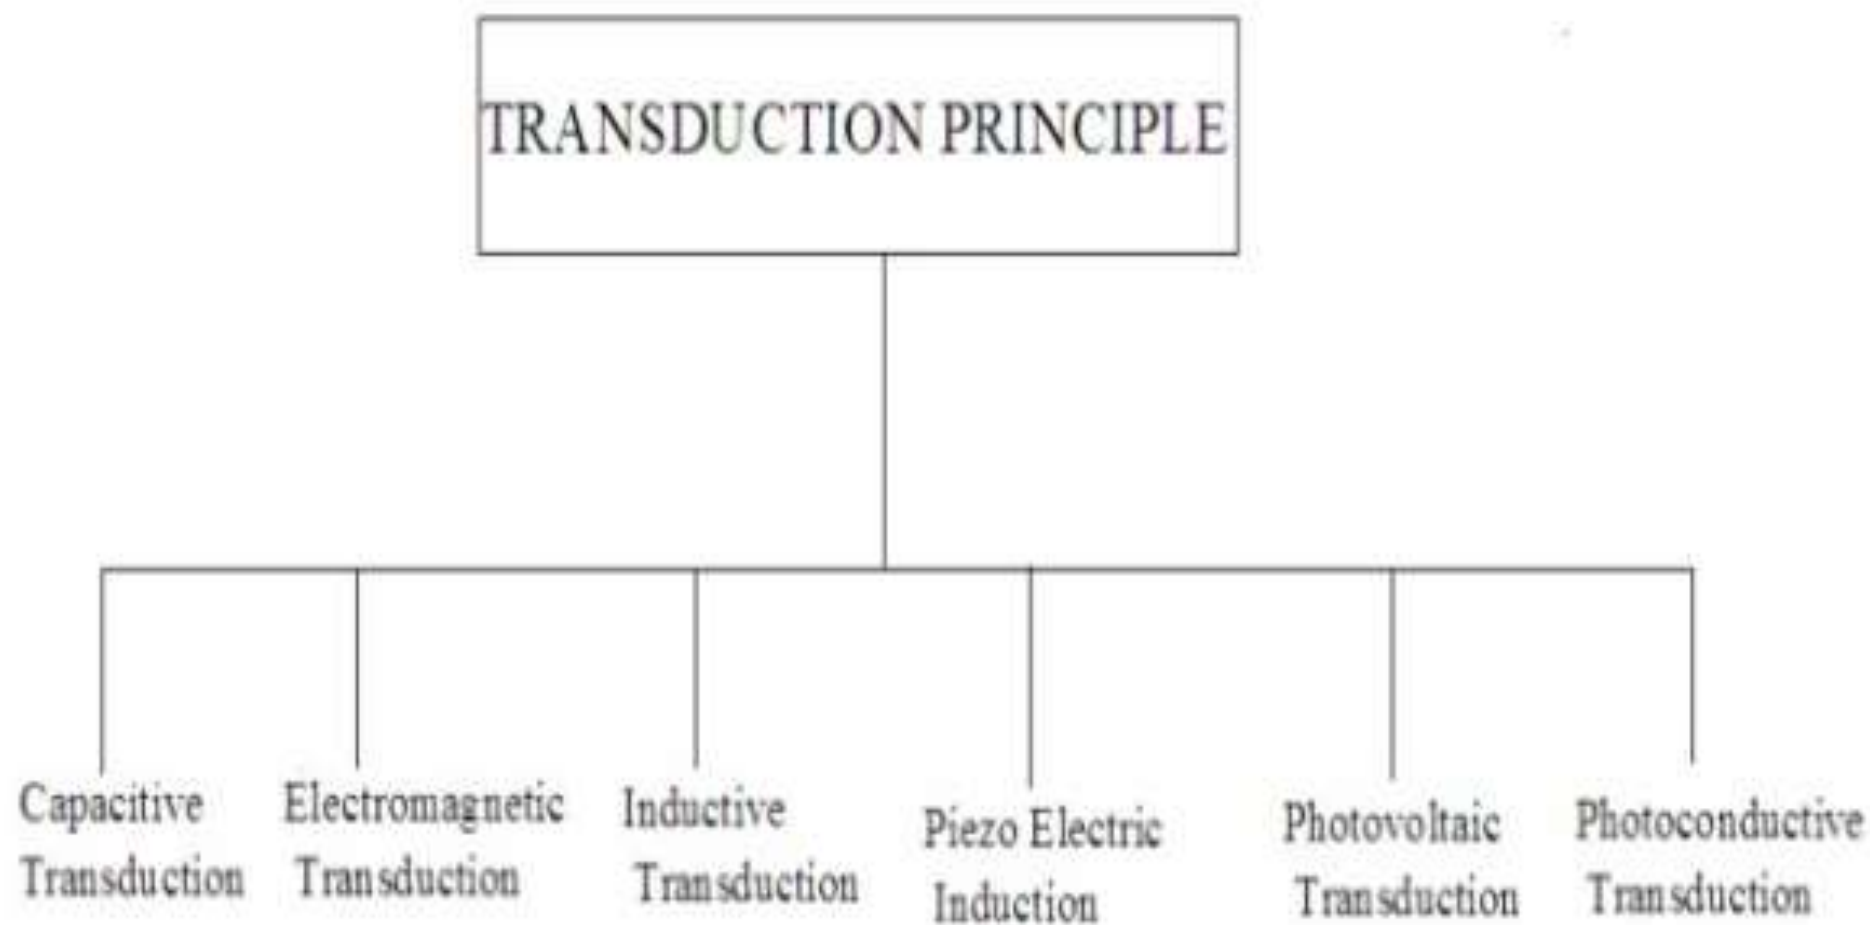 TRANSDUCTION PRINCIPLE
Capacitive
Transduction
Electromagnetic
Transduction
Inductive
Transduction
Piezo Electric
Induction
Photovoltaic
Transduction
Photoconductive
Transduction